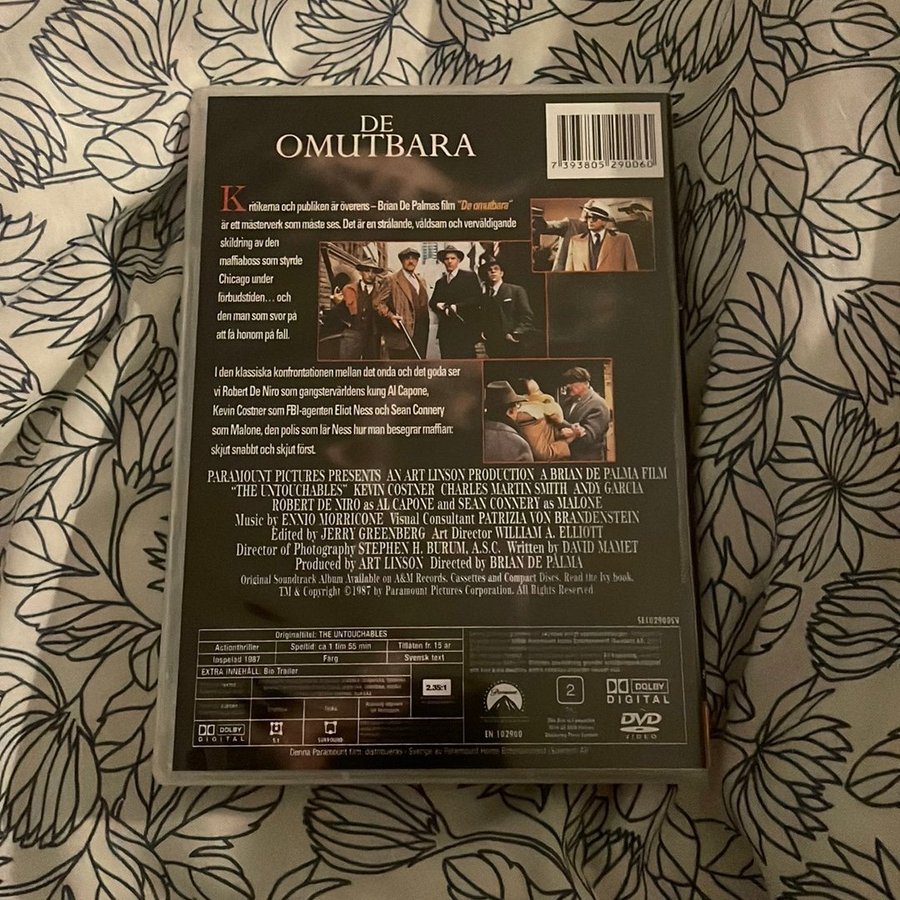 DE
OMUTBARA
7 393805 290060
Kritikerna och publiken är överens – Brian De Palmas film "De omutbara"
är ett mästerverk som måste ses. Det är en strålande, våldsam och verväldigande
skildring av den
maffiaboss som styrde
Chicago under
förbudstiden... och
den man som svor på
att få honom på fall.
I den klassiska konfrontationen mellan det onda och det goda ser
vi Robert De Niro som gangstervärldens kung Al Capone,
Kevin Costner som FBI-agenten Eliot Ness och Sean Connery
som Malone, den polis som lär Ness hur man besegrar maffian:
skjut snabbt och skjut först.
PARAMOUNT PICTURES PRESENTS AN ART LINSON PRODUCTION A BRIAN DE PALMA FILM
"THE UNTOUCHABLES" KEVIN COSTNER CHARLES MARTIN SMITH ANDY GARCIA
ROBERT DE NIRO as AL CAPONE and SEAN CONNERY as MALONE
Music by ENNIO MORRICONE Visual Consultant PATRIZIA VON BRANDENSTEIN
Edited by JERRY GREENBERG Art Director WILLIAM A. ELLIOTT
Director of Photography STEPHEN H. BURUM, A.S.C. Written by DAVID MAMET
Produced by ART LINSON Directed by BRIAN DE PALMA
Original Soundtrack Album Available on A&M Records, Cassettes and Compact Discs. Read the Ivy book.
TM & Copyright ©1987 by Paramount Pictures Corporation. All Rights Reserved
Originaltitel: THE UNTOUCHABLES
Actionthriller Speltid: ca 1 tim 55 min Tillåten fr. 15 år
Inspelad 1987 Färg Svensk text
EXTRA INNEHÅLL: Bio Trailer
2.35:1
DOLBY
DIGITAL
5.1
SURROUND
Paramount
EN 102900
2
DOLBY
DIGITAL
DVD
VIDEO
Denna Paramount film distribueras i Sverige av Paramount Home Entertainment (Sweden) AB